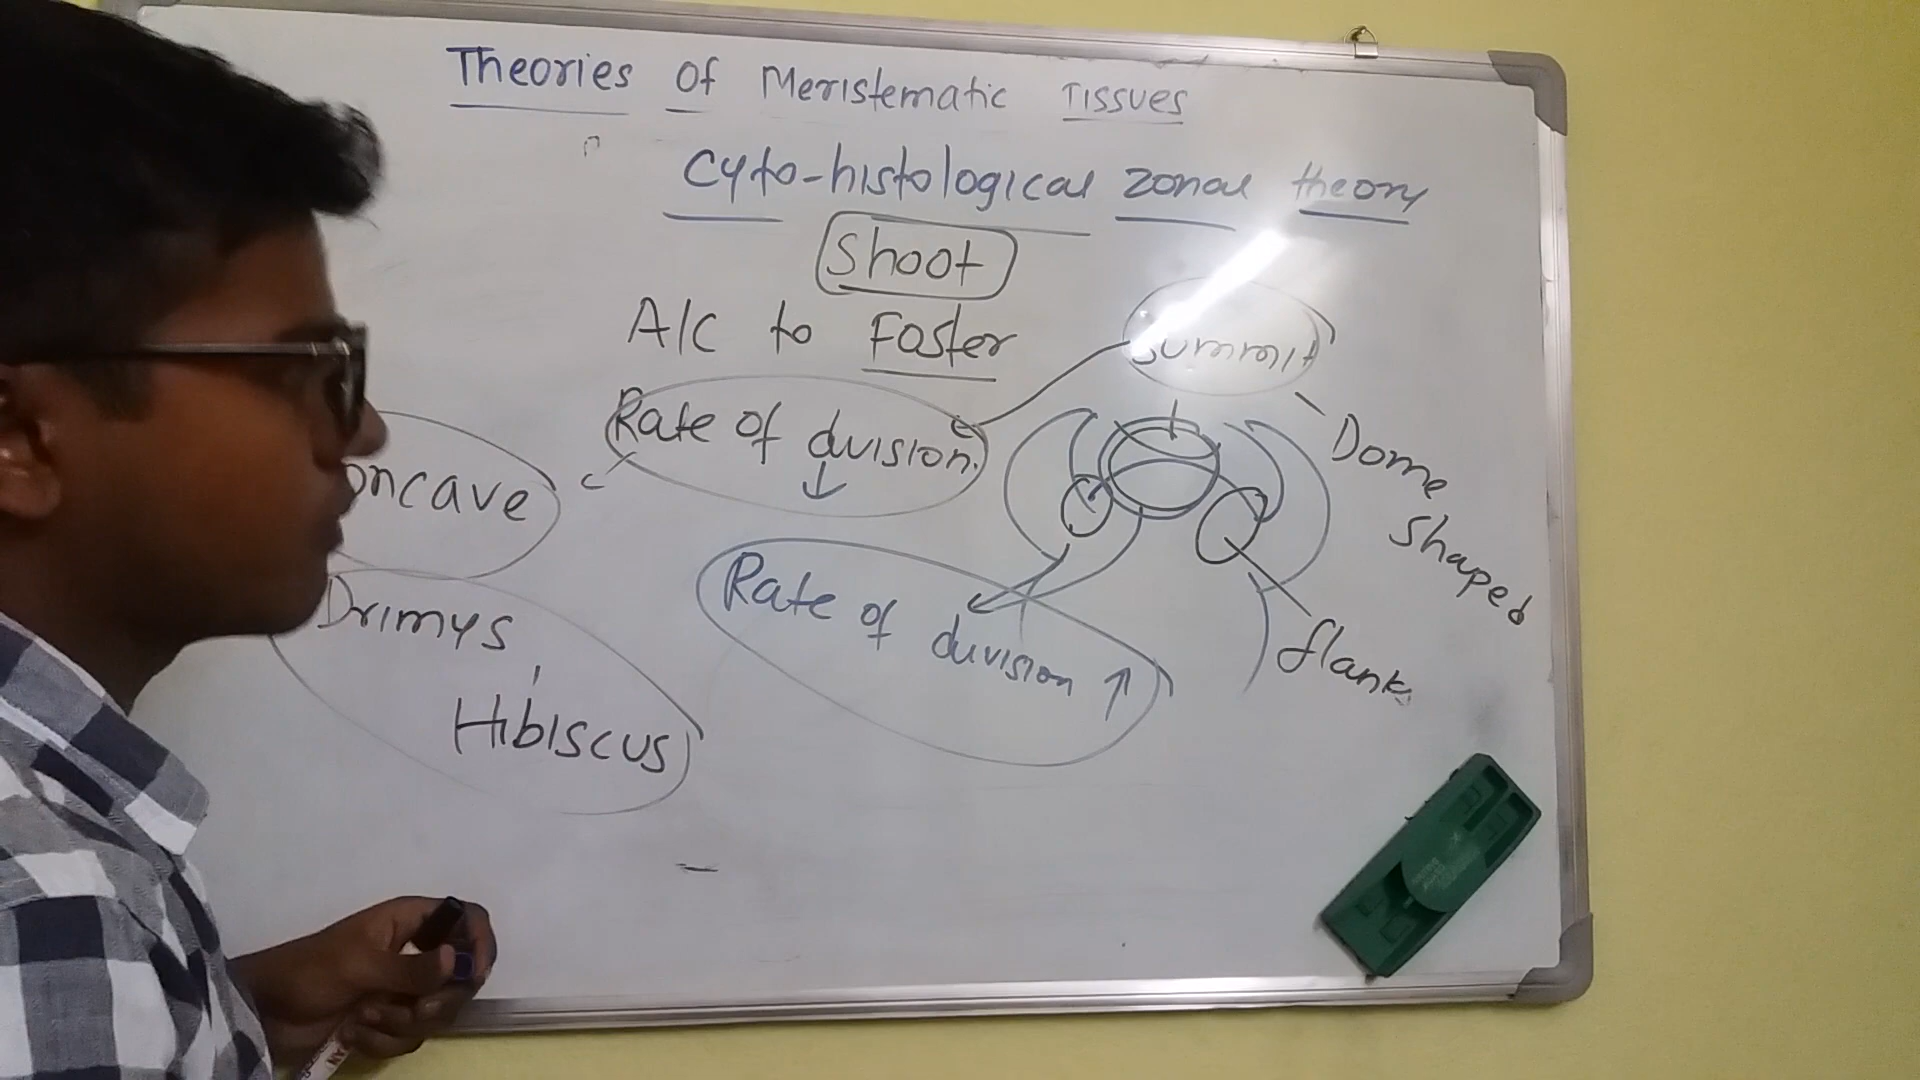 Theories Of Meristematic Tissues
Cyto-histological zonal theory
Shoot
A/C to Foster
Summit
Rate of division ↓
Dome Shaped
oncave
Rate of division ↑
flank
Drimys,
Hibiscus